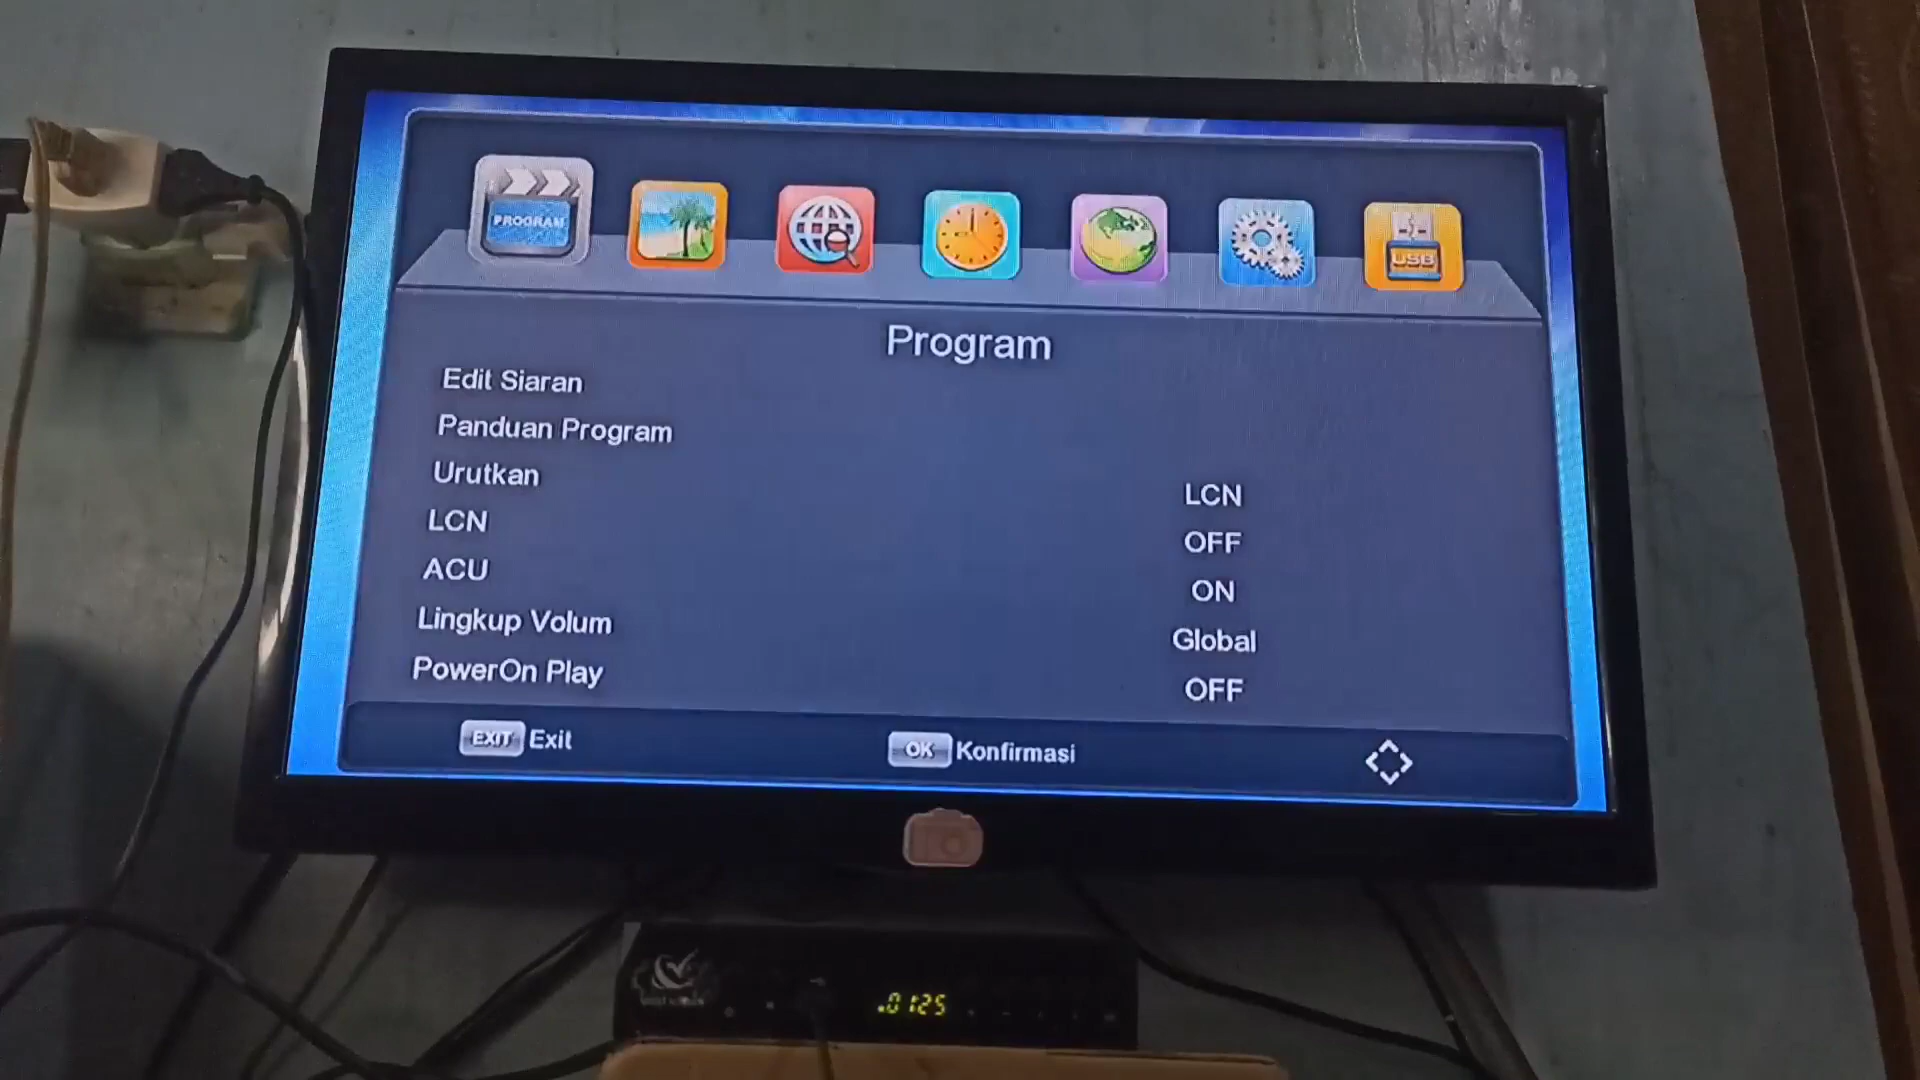 PROGRAM
USB
Program
Edit Siaran
Panduan Program
Urutkan LCN
LCN OFF
ACU ON
Lingkup Volum Global
PowerOn Play OFF
EXIT Exit OK Konfirmasi
.0125